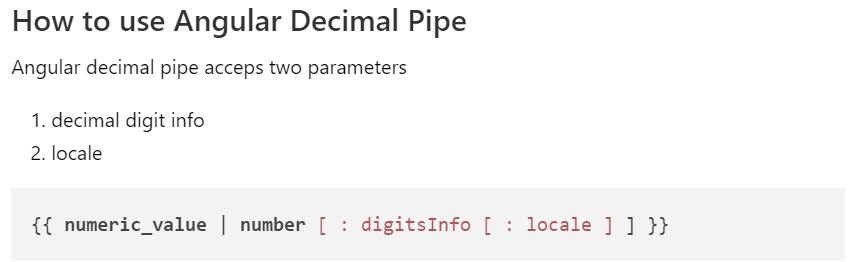 How to use Angular Decimal Pipe
Angular decimal pipe acceps two parameters
1. decimal digit info
2. locale
{{ numeric_value | number [ : digitsInfo [ : locale ] ] }}